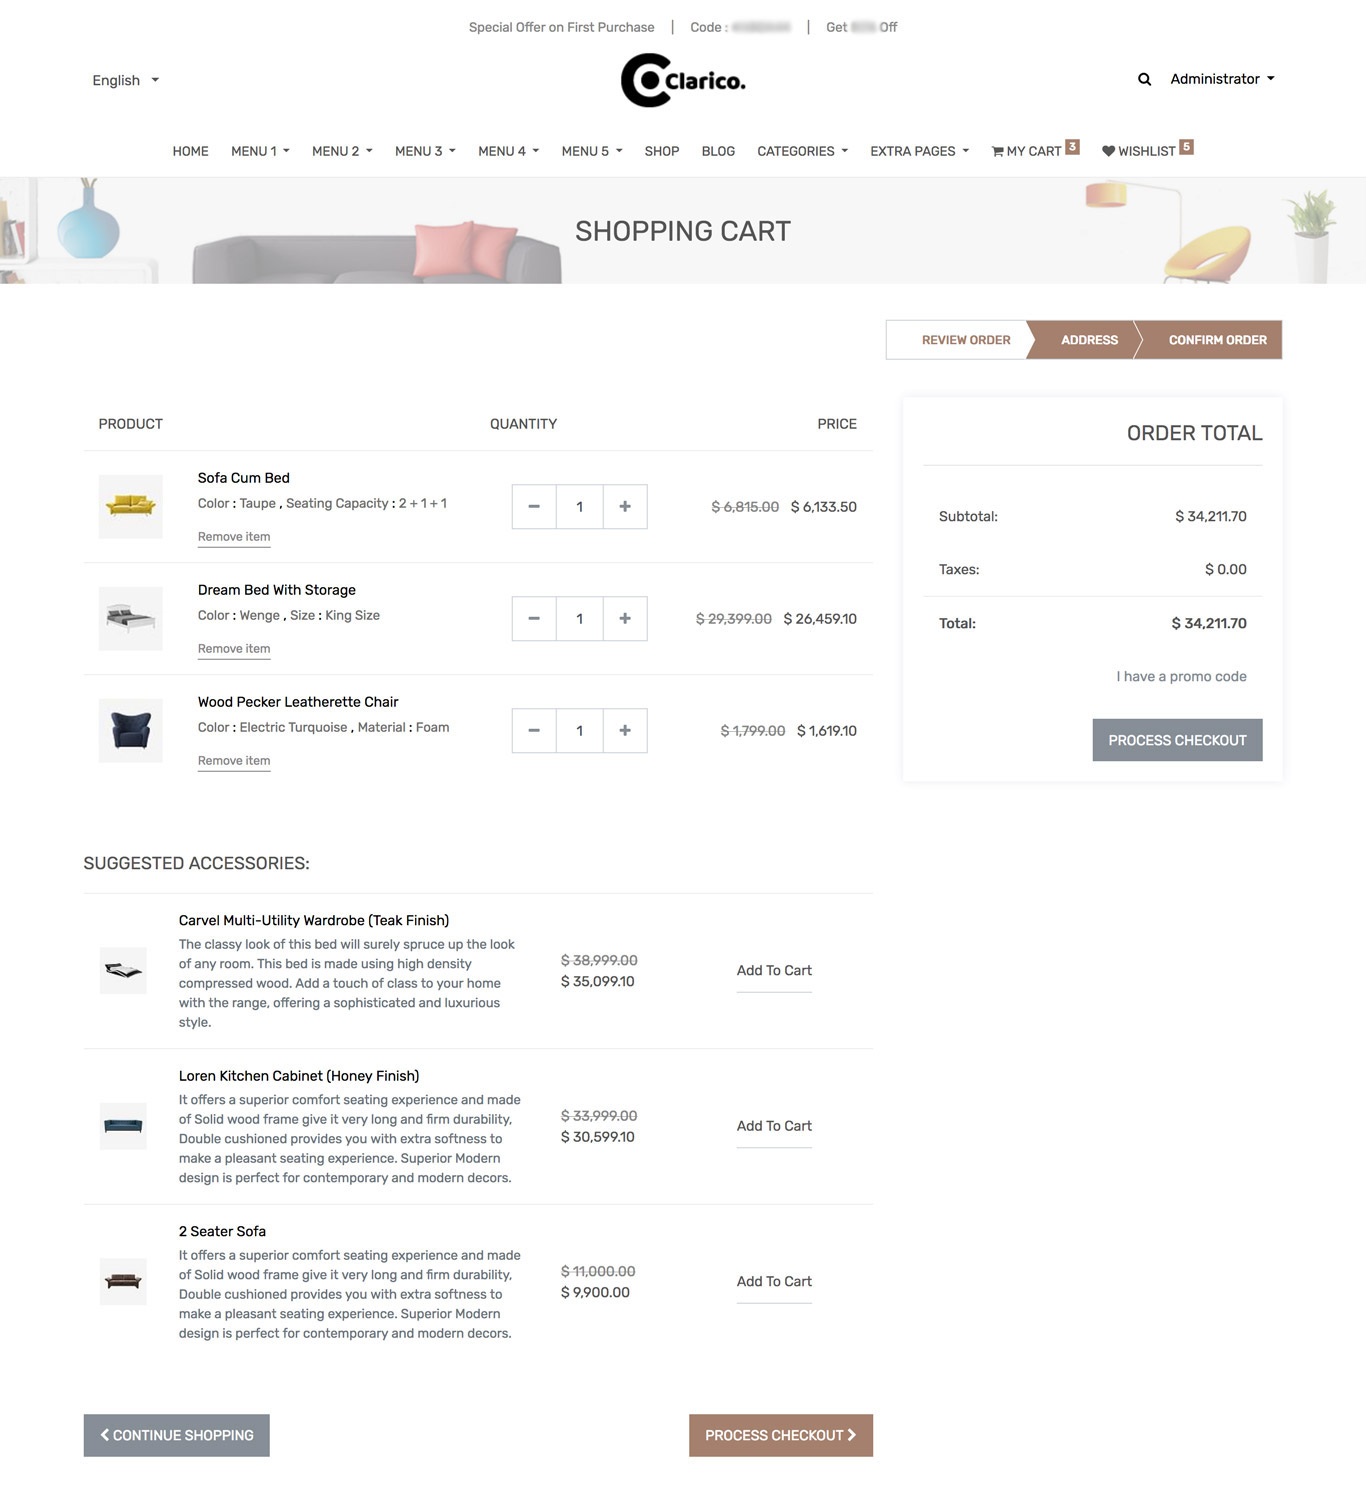 Special Offer on First Purchase | Code : | Get Off
English
Clarico.
Administrator
HOME MENU 1 MENU 2 MENU 3 MENU 4 MENU 5 SHOP BLOG CATEGORIES EXTRA PAGES MY CART 3 WISHLIST 5
SHOPPING CART
REVIEW ORDER ADDRESS CONFIRM ORDER
PRODUCT QUANTITY PRICE
Sofa Cum Bed
Color : Taupe , Seating Capacity : 2 + 1 + 1
− 1 + $ 6,815.00 $ 6,133.50
Remove item
Dream Bed With Storage
Color : Wenge , Size : King Size
− 1 + $ 29,399.00 $ 26,459.10
Remove item
Wood Pecker Leatherette Chair
Color : Electric Turquoise , Material : Foam
− 1 + $ 1,799.00 $ 1,619.10
Remove item
ORDER TOTAL
Subtotal: $ 34,211.70
Taxes: $ 0.00
Total: $ 34,211.70
I have a promo code
PROCESS CHECKOUT
SUGGESTED ACCESSORIES:
Carvel Multi-Utility Wardrobe (Teak Finish)
The classy look of this bed will surely spruce up the look
of any room. This bed is made using high density
compressed wood. Add a touch of class to your home
with the range, offering a sophisticated and luxurious
style.
$ 38,999.00
$ 35,099.10
Add To Cart
Loren Kitchen Cabinet (Honey Finish)
It offers a superior comfort seating experience and made
of Solid wood frame give it very long and firm durability,
Double cushioned provides you with extra softness to
make a pleasant seating experience. Superior Modern
design is perfect for contemporary and modern decors.
$ 33,999.00
$ 30,599.10
Add To Cart
2 Seater Sofa
It offers a superior comfort seating experience and made
of Solid wood frame give it very long and firm durability,
Double cushioned provides you with extra softness to
make a pleasant seating experience. Superior Modern
design is perfect for contemporary and modern decors.
$ 11,000.00
$ 9,900.00
Add To Cart
CONTINUE SHOPPING
PROCESS CHECKOUT